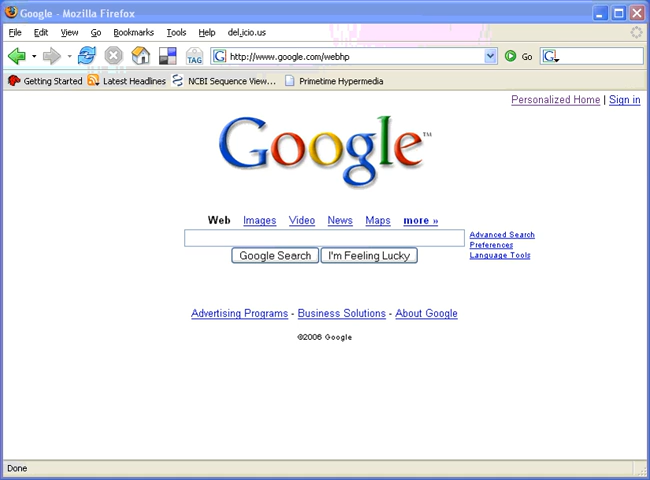 Google - Mozilla Firefox
File Edit View Go Bookmarks Tools Help del.icio.us
TAG G http://www.google.com/webhp Go G
Getting Started Latest Headlines NCBI Sequence View... Primetime Hypermedia
Personalized Home | Sign in
Google™
Web Images Video News Maps more »
Advanced Search
Preferences
Language Tools
Google Search I'm Feeling Lucky
Advertising Programs - Business Solutions - About Google
©2006 Google
Done